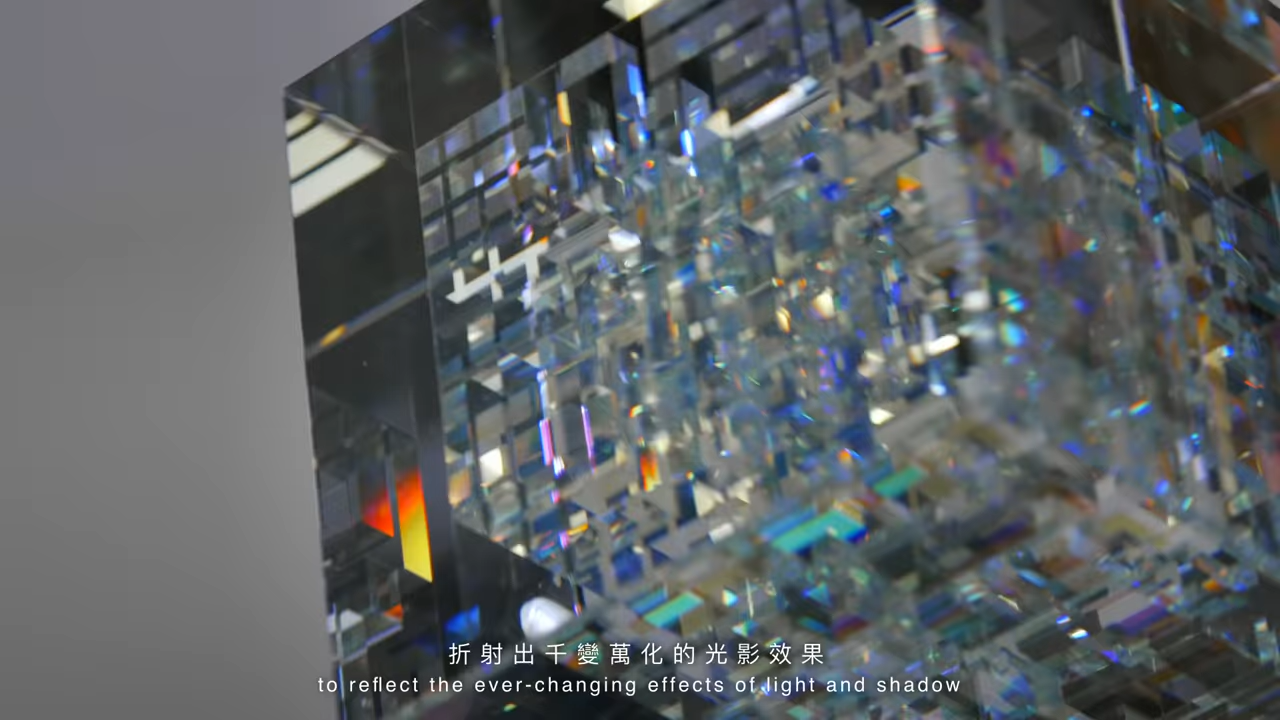 折射出千變萬化的光影效果
to reflect the ever-changing effects of light and shadow